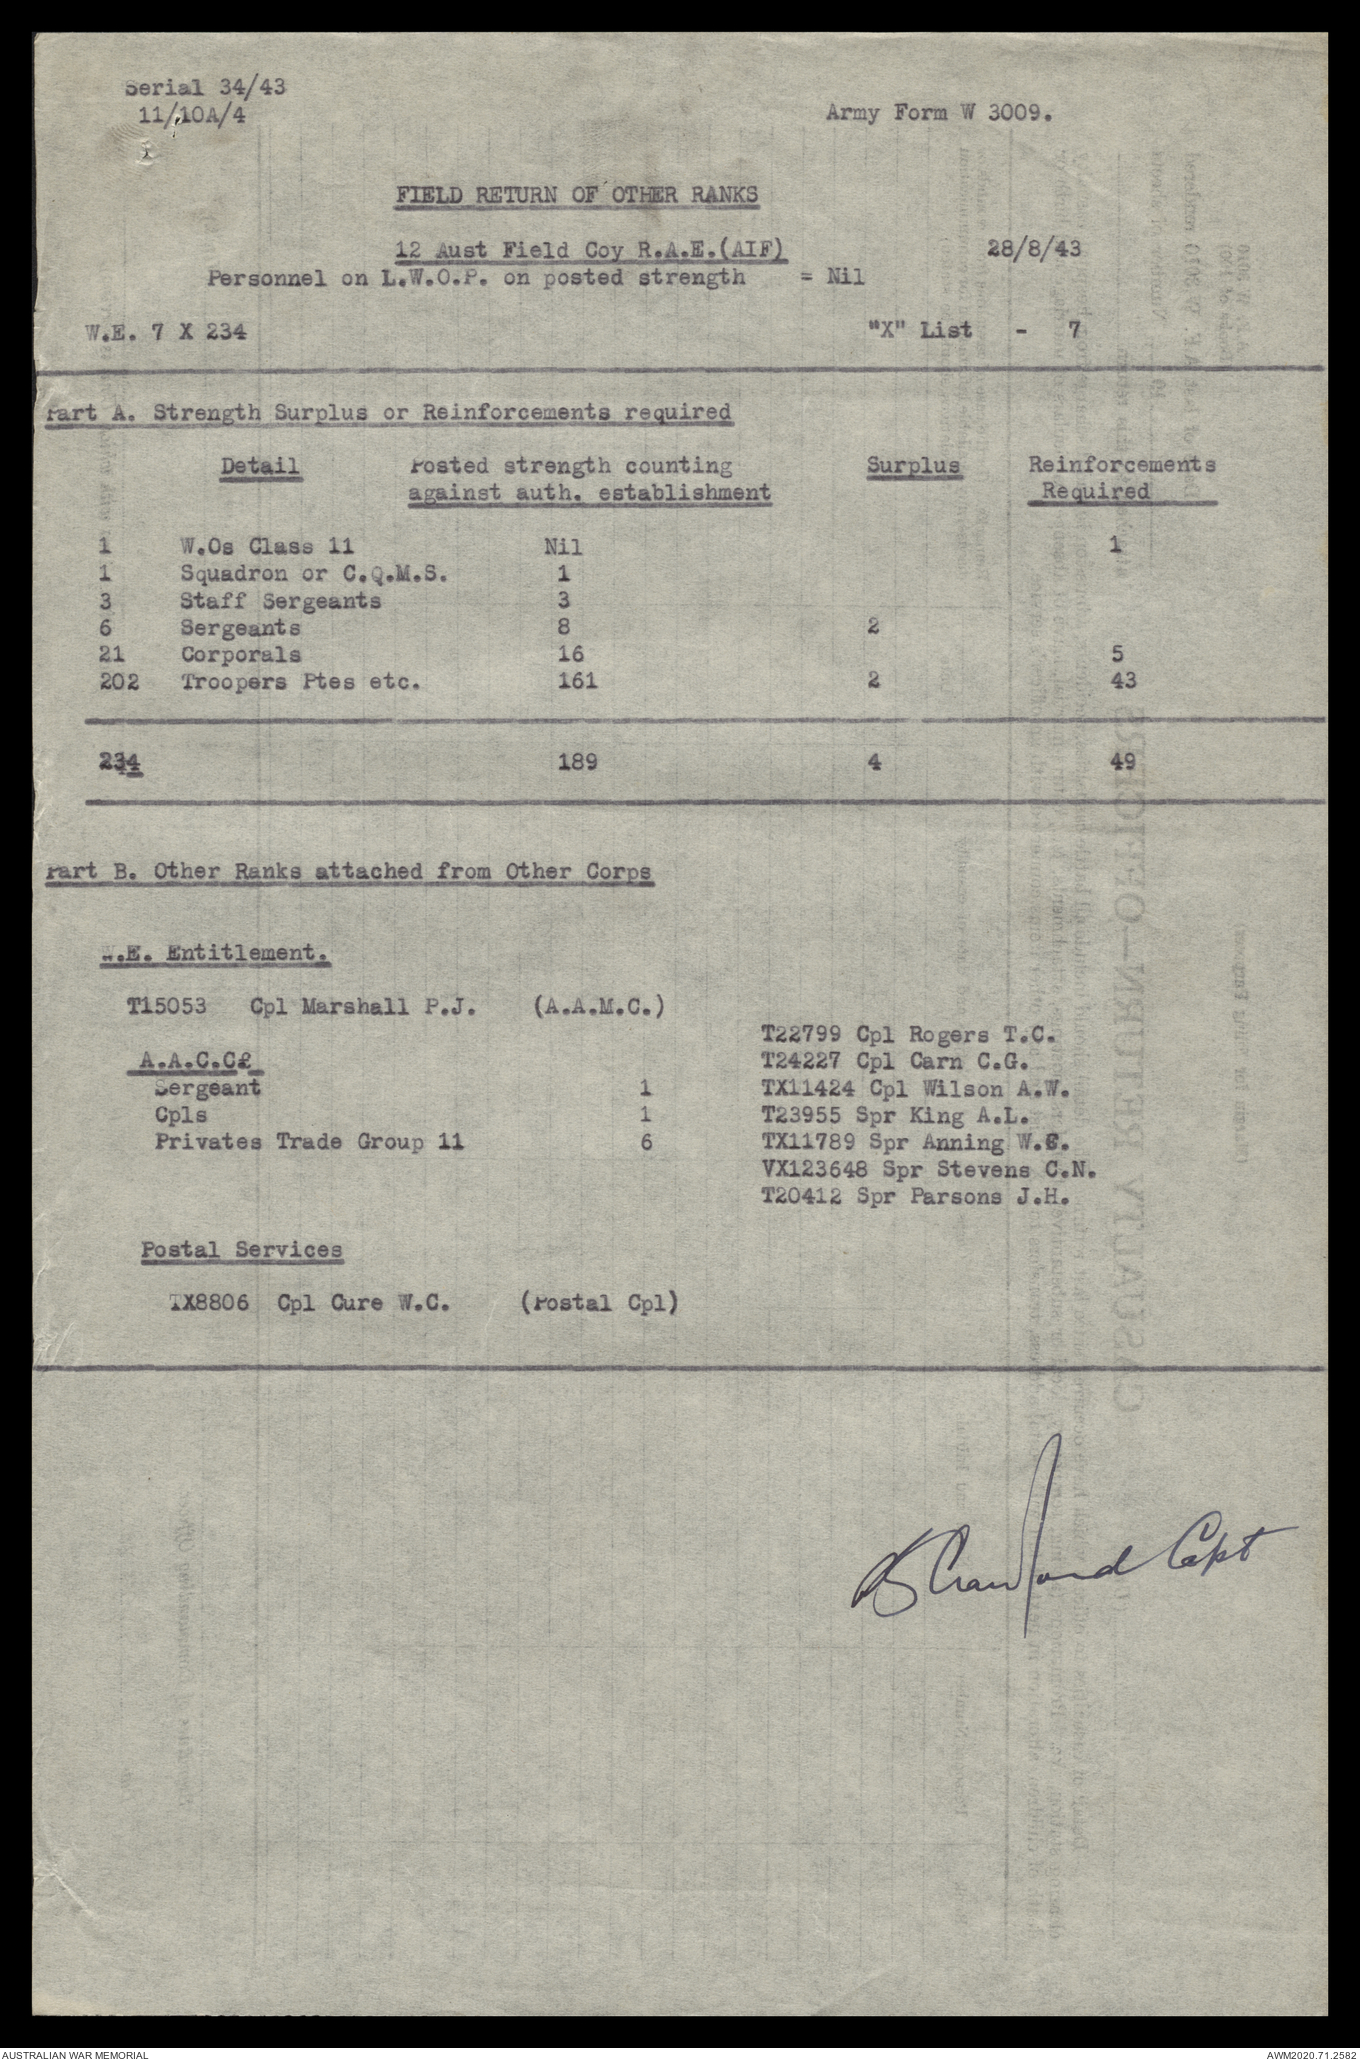 Serial 34/43
11/10A/4
Army Form W 3009.
FIELD RETURN OF OTHER RANKS
12 Aust Field Coy R.A.E.(AIF) 28/8/43
Personnel on L.W.O.P. on posted strength = Nil
W.E. 7 X 234 "X" List - 7
Part A. Strength Surplus or Reinforcements required
Detail Posted strength counting Surplus Reinforcements
against auth. establishment Required
1 W.Os Class 11 Nil 1
1 Squadron or C.Q.M.S. 1
3 Staff Sergeants 3
6 Sergeants 8 2
21 Corporals 16 5
202 Troopers Ptes etc. 161 2 43
234 189 4 49
Part B. Other Ranks attached from Other Corps
W.E. Entitlement.
T15053 Cpl Marshall P.J. (A.A.M.C.)
T22799 Cpl Rogers T.C.
A.A.C.C. T24227 Cpl Carn C.G.
Sergeant 1 TX11424 Cpl Wilson A.W.
Cpls 1 T23955 Spr King A.L.
Privates Trade Group 11 6 TX11789 Spr Anning W.
VX123648 Spr Stevens C.N.
T20412 Spr Parsons J.H.
Postal Services
TX8806 Cpl Cure W.C. (Postal Cpl)
Crawford Capt
AUSTRALIAN WAR MEMORIAL AWM2020.71.2582